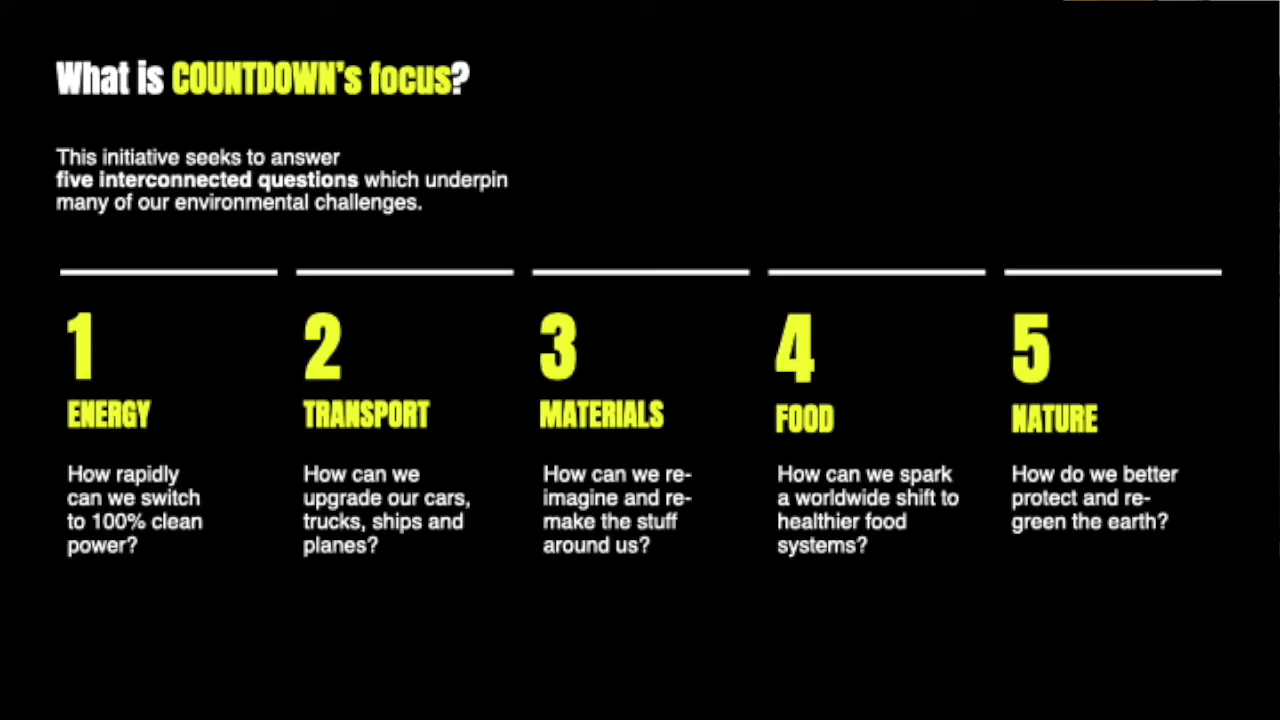 What is COUNTDOWN's focus?
This initiative seeks to answer
five interconnected questions which underpin
many of our environmental challenges.
1
ENERGY
How rapidly
can we switch
to 100% clean
power?
2
TRANSPORT
How can we
upgrade our cars,
trucks, ships and
planes?
3
MATERIALS
How can we re-
imagine and re-
make the stuff
around us?
4
FOOD
How can we spark
a worldwide shift to
healthier food
systems?
5
NATURE
How do we better
protect and re-
green the earth?